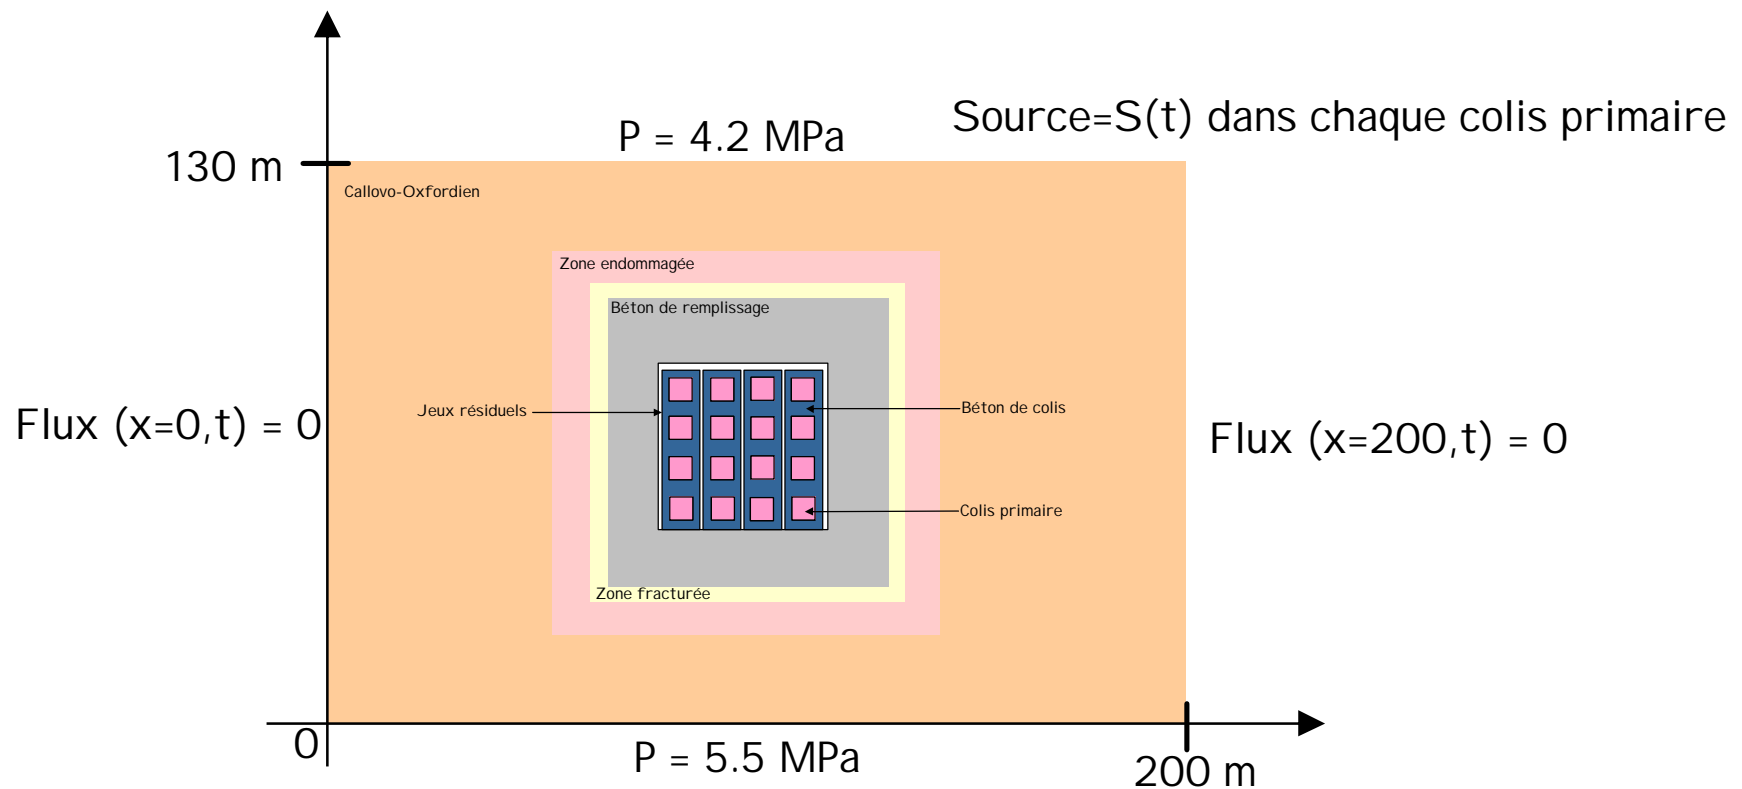 Source=S(t) dans chaque colis primaire
P = 4.2 MPa
130 m
Callovo-Oxfordien
Zone endommagée
Béton de remplissage
Jeux résiduels
Béton de colis
Flux (x=0,t) = 0
Flux (x=200,t) = 0
Colis primaire
Zone fracturée
0
P = 5.5 MPa
200 m